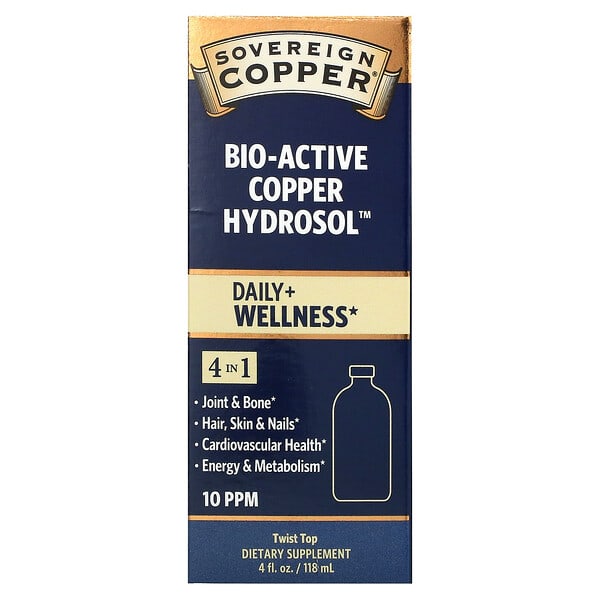 SOVEREIGN
COPPER®
BIO-ACTIVE
COPPER
HYDROSOL™
DAILY+
WELLNESS*
4 IN 1
• Joint & Bone*
• Hair, Skin & Nails*
• Cardiovascular Health*
• Energy & Metabolism*
10 PPM
Twist Top
DIETARY SUPPLEMENT
4 fl. oz. / 118 mL